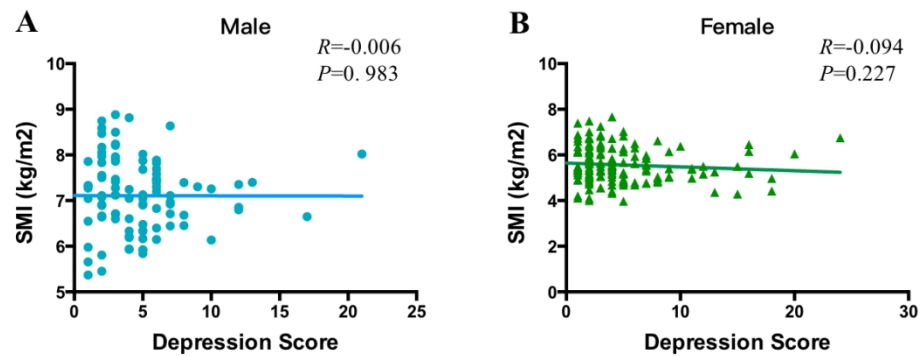 A
Male
R=-0.006
P=0. 983
SMI (kg/m2)
10
9
8
7
6
5
0
5
10
15
20
25
Depression Score
B
Female
R=-0.094
P=0.227
SMI (kg/m2)
10
8
6
4
2
0
0
10
20
30
Depression Score